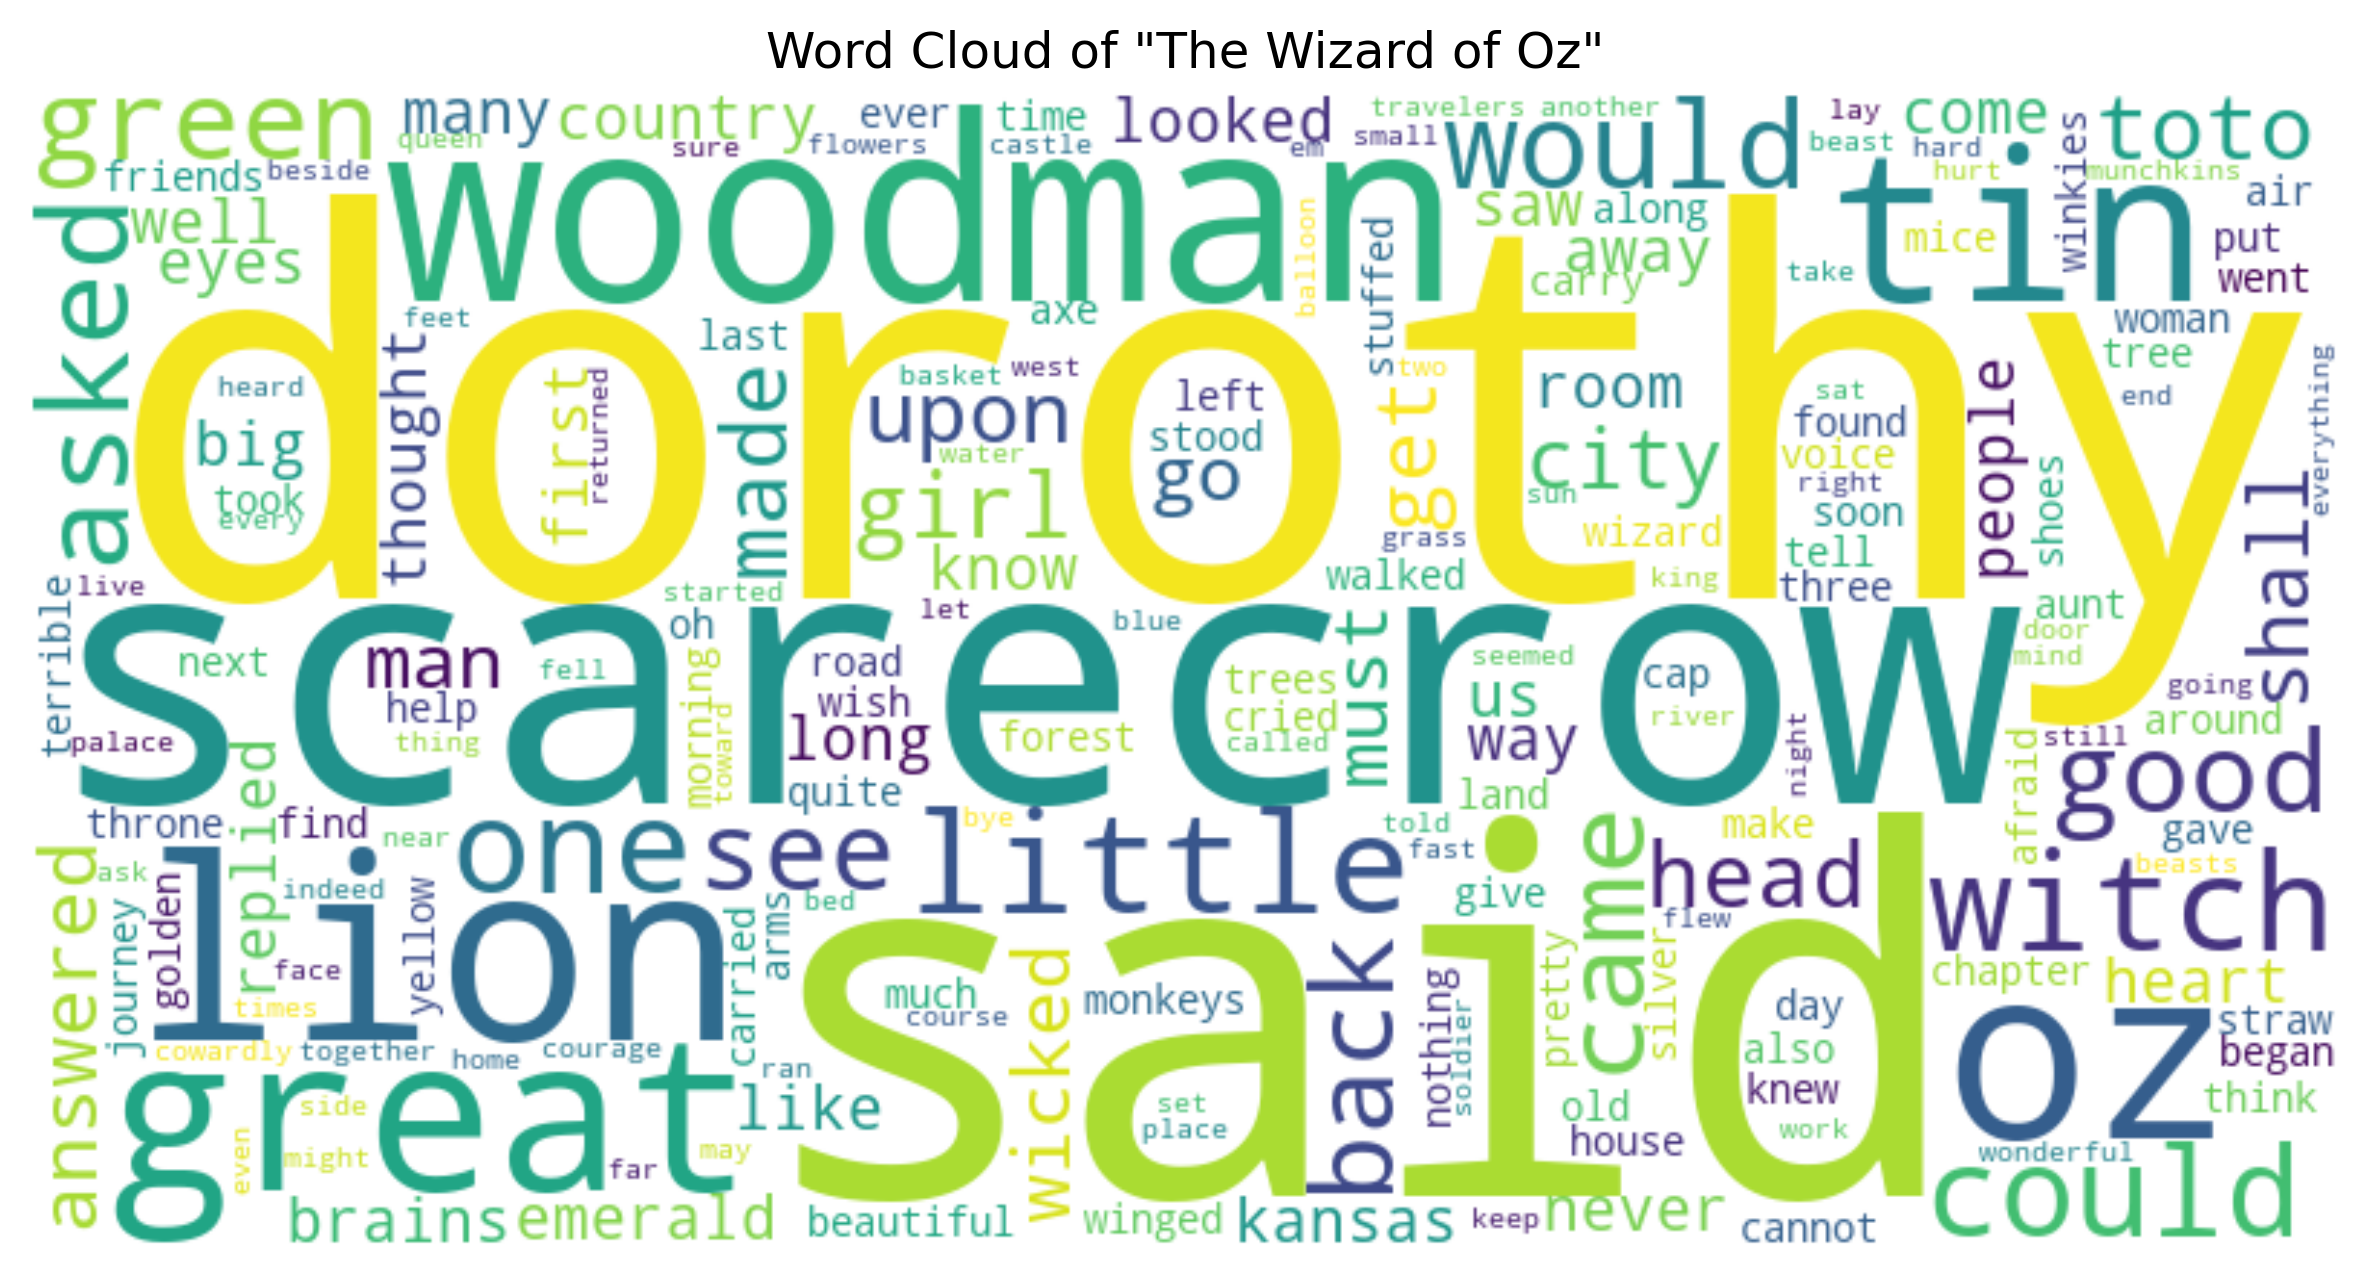 Word Cloud of "The Wizard of Oz"
green
many
country
ever
time
looked
travelers
another
would
lay
come
toto
queen
sure
flowers
castle
em
small
beast
hard
winkies
friends
beside
woodman
hurt
munchkins
tin
air
asked
well
saw
along
eyes
away
mice
put
carry
take
went
balloon
stuffed
axe
feet
last
woman
dorothy
thought
made
tree
everything
heard
first
returned
basket
west
left
two
get
room
sat
people
end
big
upon
stood
found
city
voice
water
go
took
every
girl
sun
right
shoes
shall
soon
grass
wizard
know
tell
walked
king
three
terrible
live
started
let
blue
aunt
scarecrow
oh
must
door
next
man
fell
morning
road
trees
seemed
cap
mind
help
wish
cried
us
river
going
palace
thing
toward
long
forest
called
way
night
around
still
replied
quite
land
afraid
good
throne
find
near
one
see
little
bye
told
make
gave
answered
ask
lion
indeed
fast
came
head
witch
beasts
golden
yellow
carried
arms
bed
give
flew
journey
face
said
wicked
back
nothing
pretty
silver
chapter
heart
times
much
course
monkeys
soldier
day
oz
straw
cowardly
together
home
courage
also
began
great
ran
knew
think
side
like
set
old
place
house
work
even
might
far
may
wonderful
could
brains
emerald
beautiful
winged
kansas
keep
never
cannot